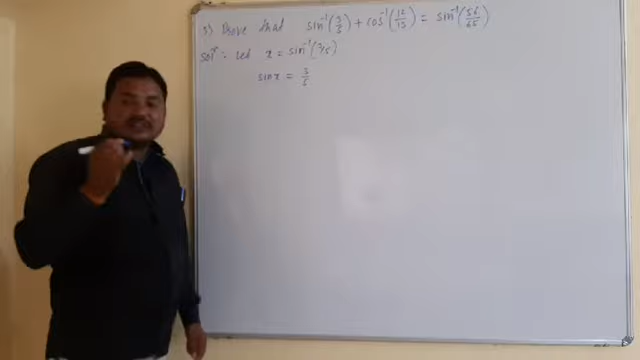 3) Prove that sin⁻¹(3/5) + cos⁻¹(12/13) = sin⁻¹(56/65)
solⁿ: Let x = sin⁻¹(3/5)
sin x = 3/5